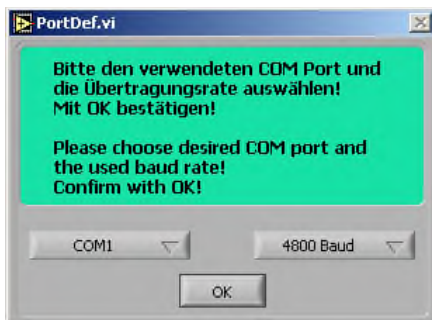 PortDef.vi
Bitte den verwendeten COM Port und
die Übertragungsrate auswählen!
Mit OK bestätigen!
Please choose desired COM port and
the used baud rate!
Confirm with OK!
COM1 4800 Baud
OK